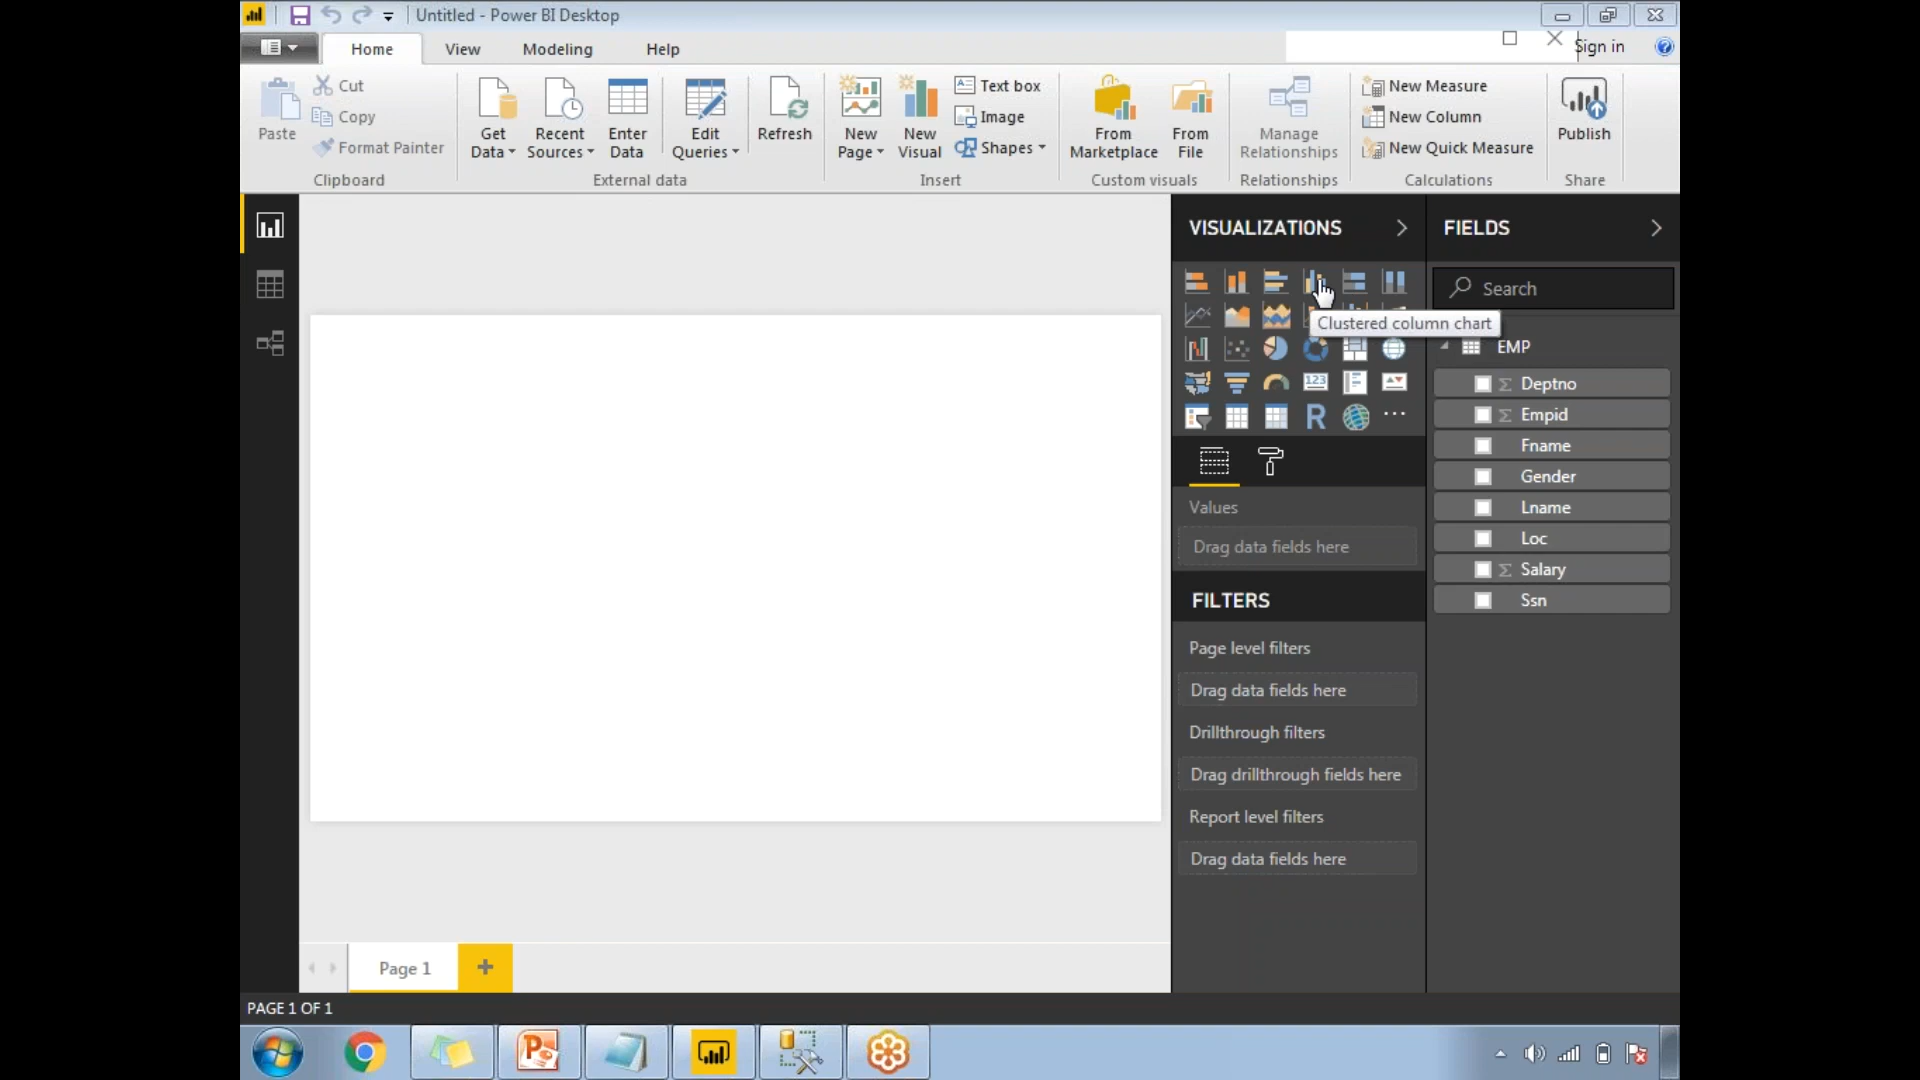 Untitled - Power BI Desktop
Home View Modeling Help
Sign in
Paste
Cut
Copy
Format Painter
Clipboard
Get Data
Recent Sources
Enter Data
Edit Queries
Refresh
External data
New Page
New Visual
Text box
Image
Shapes
Insert
From Marketplace
From File
Custom visuals
Manage Relationships
Relationships
New Measure
New Column
New Quick Measure
Calculations
Publish
Share
VISUALIZATIONS
Clustered column chart
123
R
Values
Drag data fields here
FILTERS
Page level filters
Drag data fields here
Drillthrough filters
Drag drillthrough fields here
Report level filters
Drag data fields here
FIELDS
Search
EMP
Σ Deptno
Σ Empid
Fname
Gender
Lname
Loc
Σ Salary
Ssn
Page 1
PAGE 1 OF 1